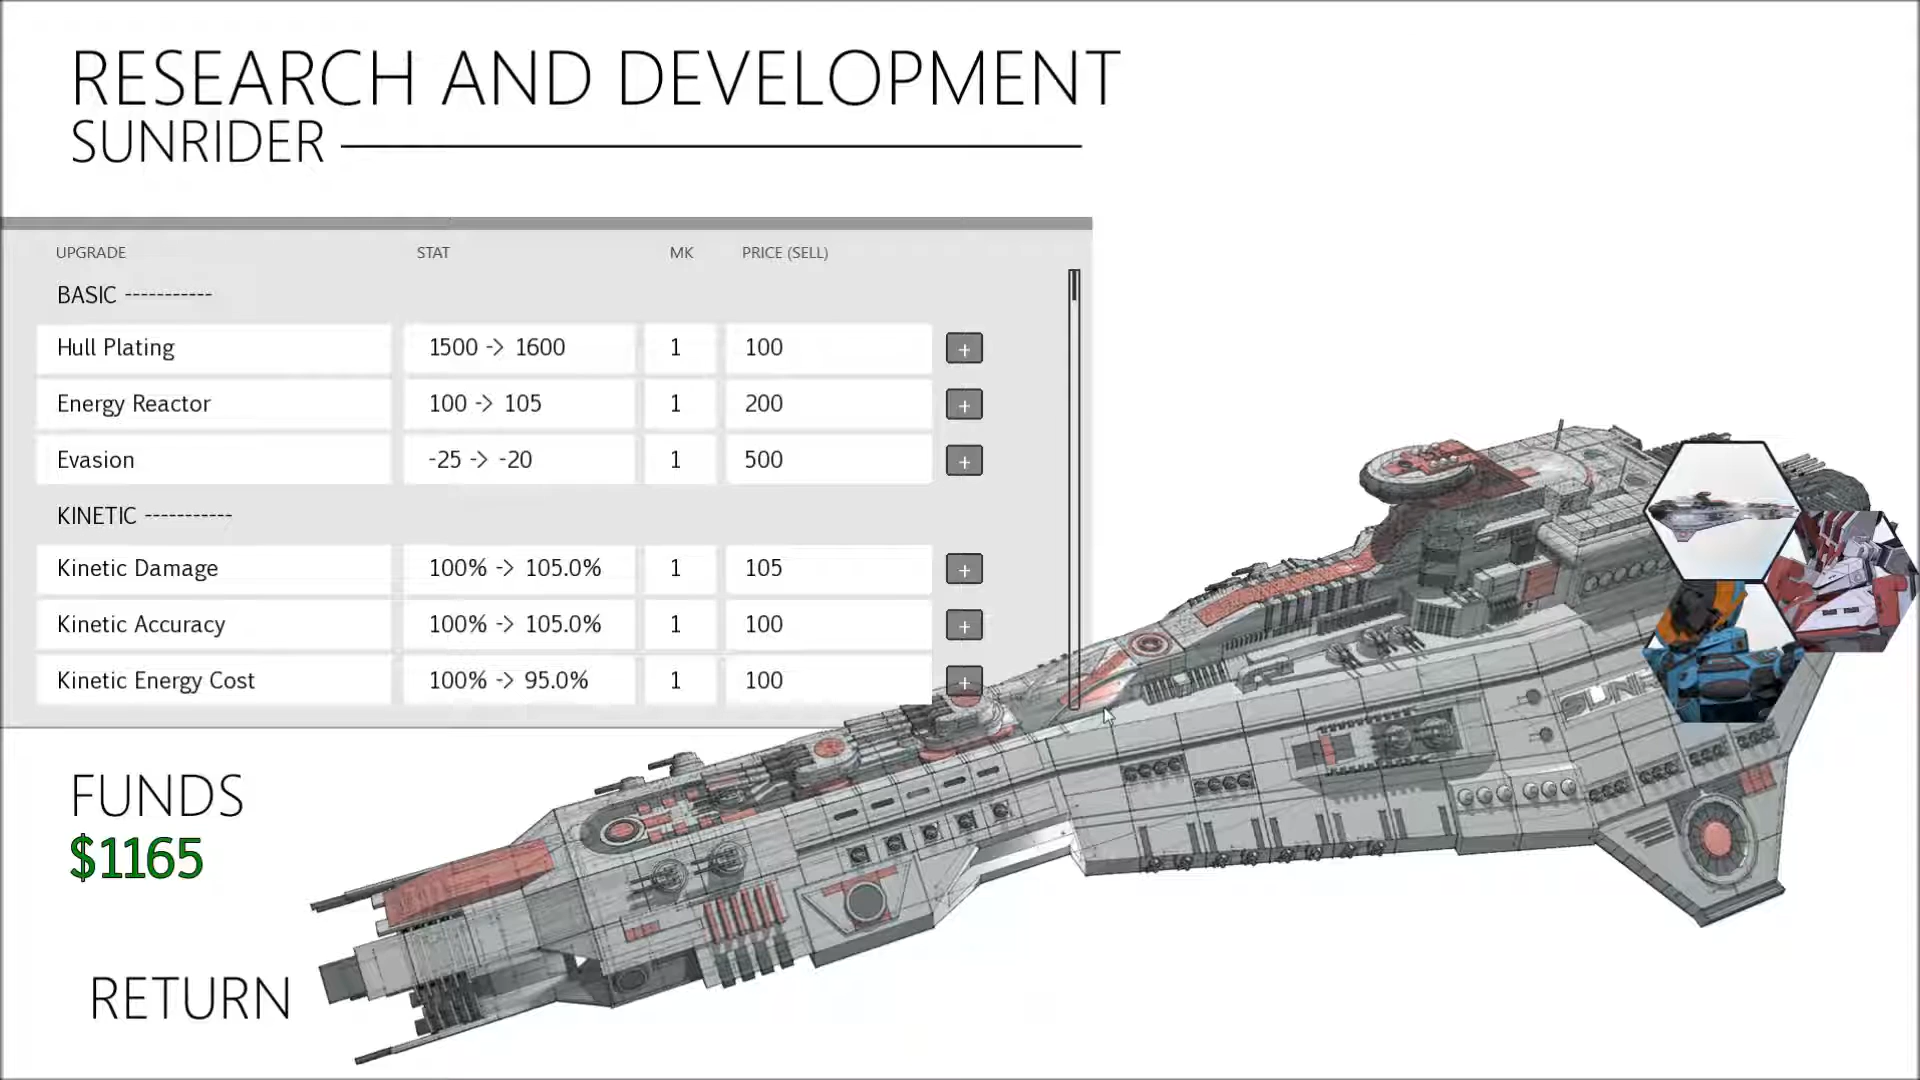 RESEARCH AND DEVELOPMENT
SUNRIDER
UPGRADE STAT MK PRICE (SELL)
BASIC -----------
Hull Plating 1500 -> 1600 1 100 +
Energy Reactor 100 -> 105 1 200 +
Evasion -25 -> -20 1 500 +
KINETIC -----------
Kinetic Damage 100% -> 105.0% 1 105 +
Kinetic Accuracy 100% -> 105.0% 1 100 +
Kinetic Energy Cost 100% -> 95.0% 1 100 +
FUNDS
$1165
RETURN